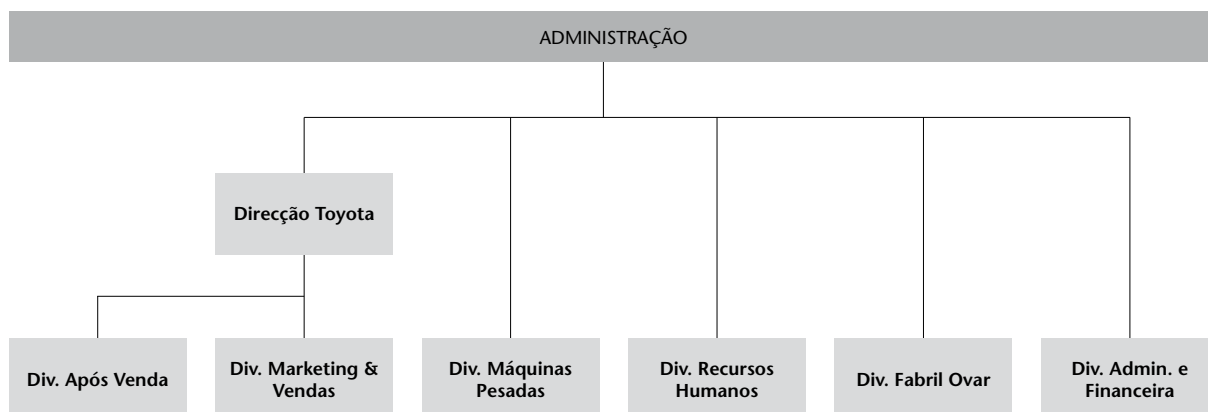 ADMINISTRAÇÃO
Direcção Toyota
Div. Após Venda
Div. Marketing &
Vendas
Div. Máquinas
Pesadas
Div. Recursos
Humanos
Div. Fabril Ovar
Div. Admin. e
Financeira